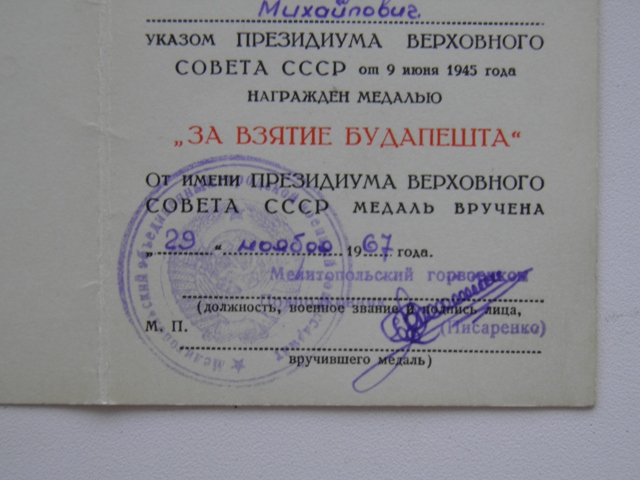 Михайлович
УКАЗОМ ПРЕЗИДИУМА ВЕРХОВНОГО
СОВЕТА СССР от 9 июня 1945 года
НАГРАЖДЕН МЕДАЛЬЮ
„ЗА ВЗЯТИЕ БУДАПЕШТА“
ОТ ИМЕНИ ПРЕЗИДИУМА ВЕРХОВНОГО
СОВЕТА СССР МЕДАЛЬ ВРУЧЕНА
„29“ ноября 1967 года.
Мелитопольский горвоенком
(должность, военное звание и подпись лица,
М. П.
(Писаренко)
вручившего медаль)